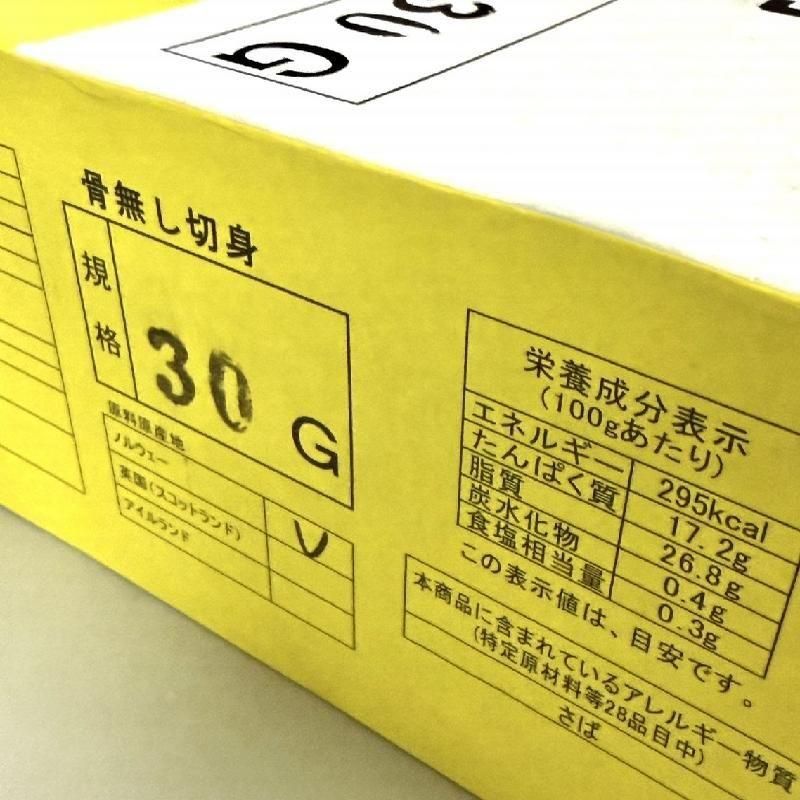 30 G
骨無し切身
規格
30 G
原料原産地
ノルウェー
英国(スコットランド)
アイルランド
V
栄養成分表示
(100gあたり)
エネルギー 295kcal
たんぱく質 17.2g
脂質 26.8g
炭水化物 0.4g
食塩相当量 0.3g
この表示値は、目安です。
本商品に含まれているアレルギー物質
(特定原材料等28品目中)
さば